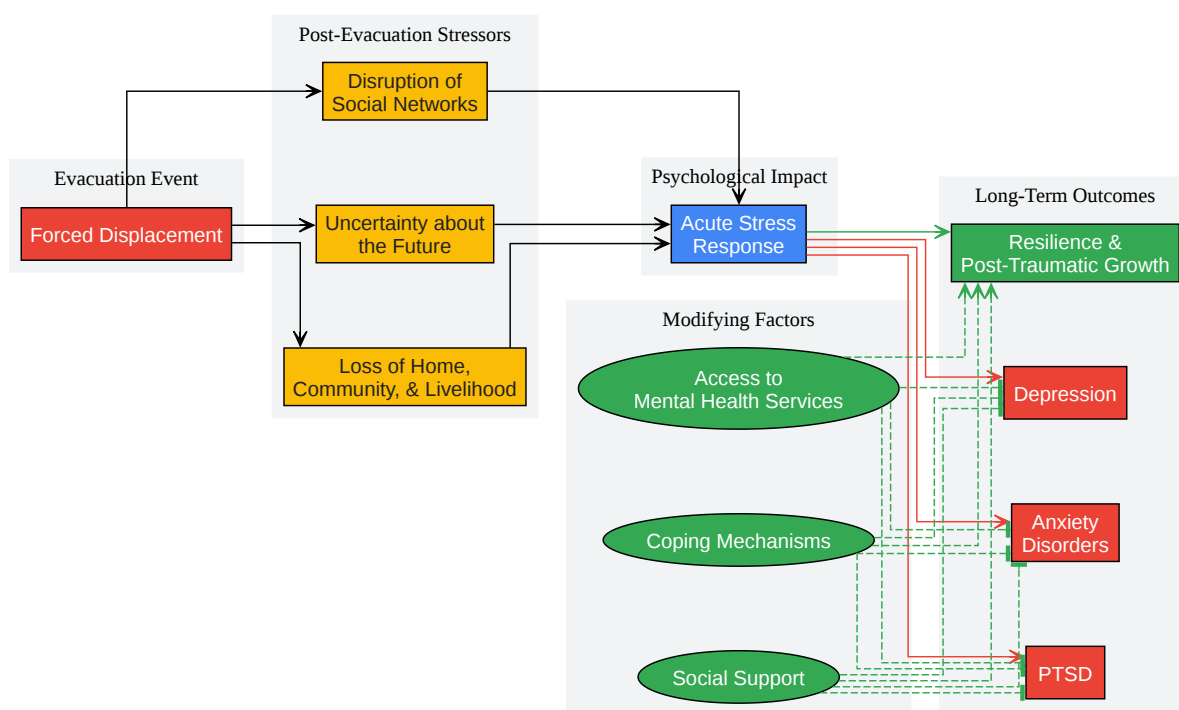 Post-Evacuation Stressors
Disruption of
Social Networks
Evacuation Event
Forced Displacement
Uncertainty about
the Future
Loss of Home,
Community, & Livelihood
Psychological Impact
Acute Stress
Response
Long-Term Outcomes
Resilience &
Post-Traumatic Growth
Modifying Factors
Access to
Mental Health Services
Depression
Coping Mechanisms
Anxiety
Disorders
Social Support
PTSD